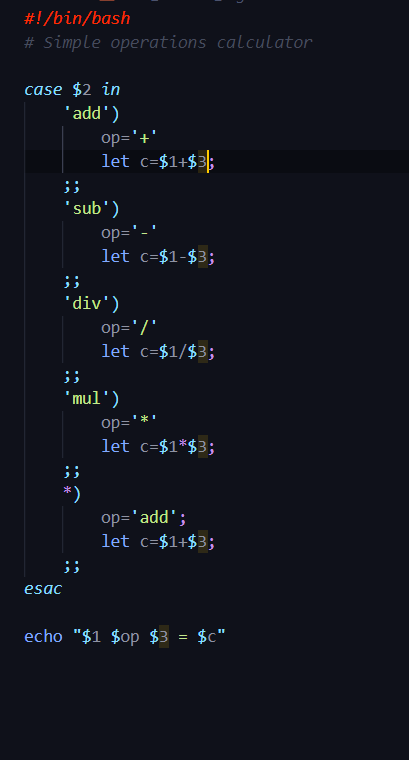 #!/bin/bash
# Simple operations calculator
case $2 in
'add')
op='+'
let c=$1+$3;
;;
'sub')
op='-'
let c=$1-$3;
;;
'div')
op='/'
let c=$1/$3;
;;
'mul')
op='*'
let c=$1*$3;
;;
*)
op='add';
let c=$1+$3;
;;
esac
echo "$1 $op $3 = $c"